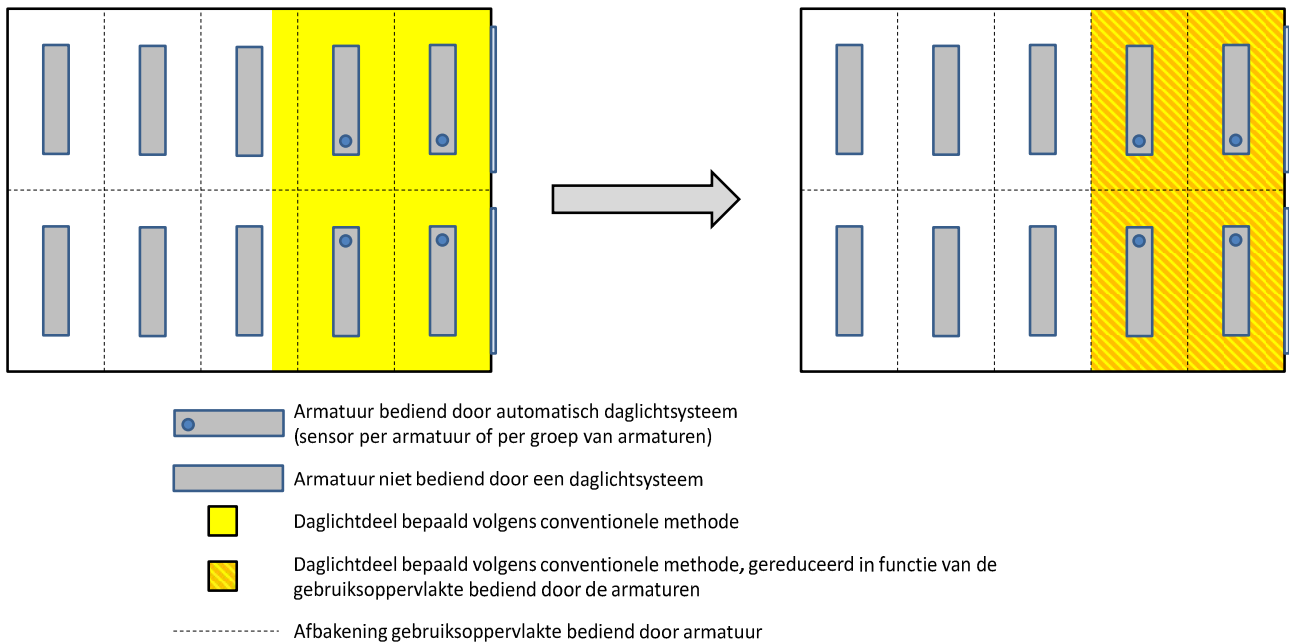 Armatuur bediend door automatisch daglichtsysteem
(sensor per armatuur of per groep van armaturen)
Armatuur niet bediend door een daglichtsysteem
Daglichtdeel bepaald volgens conventionele methode
Daglichtdeel bepaald volgens conventionele methode, gereduceerd in functie van de
gebruiksoppervlakte bediend door de armaturen
Afbakening gebruiksoppervlakte bediend door armatuur